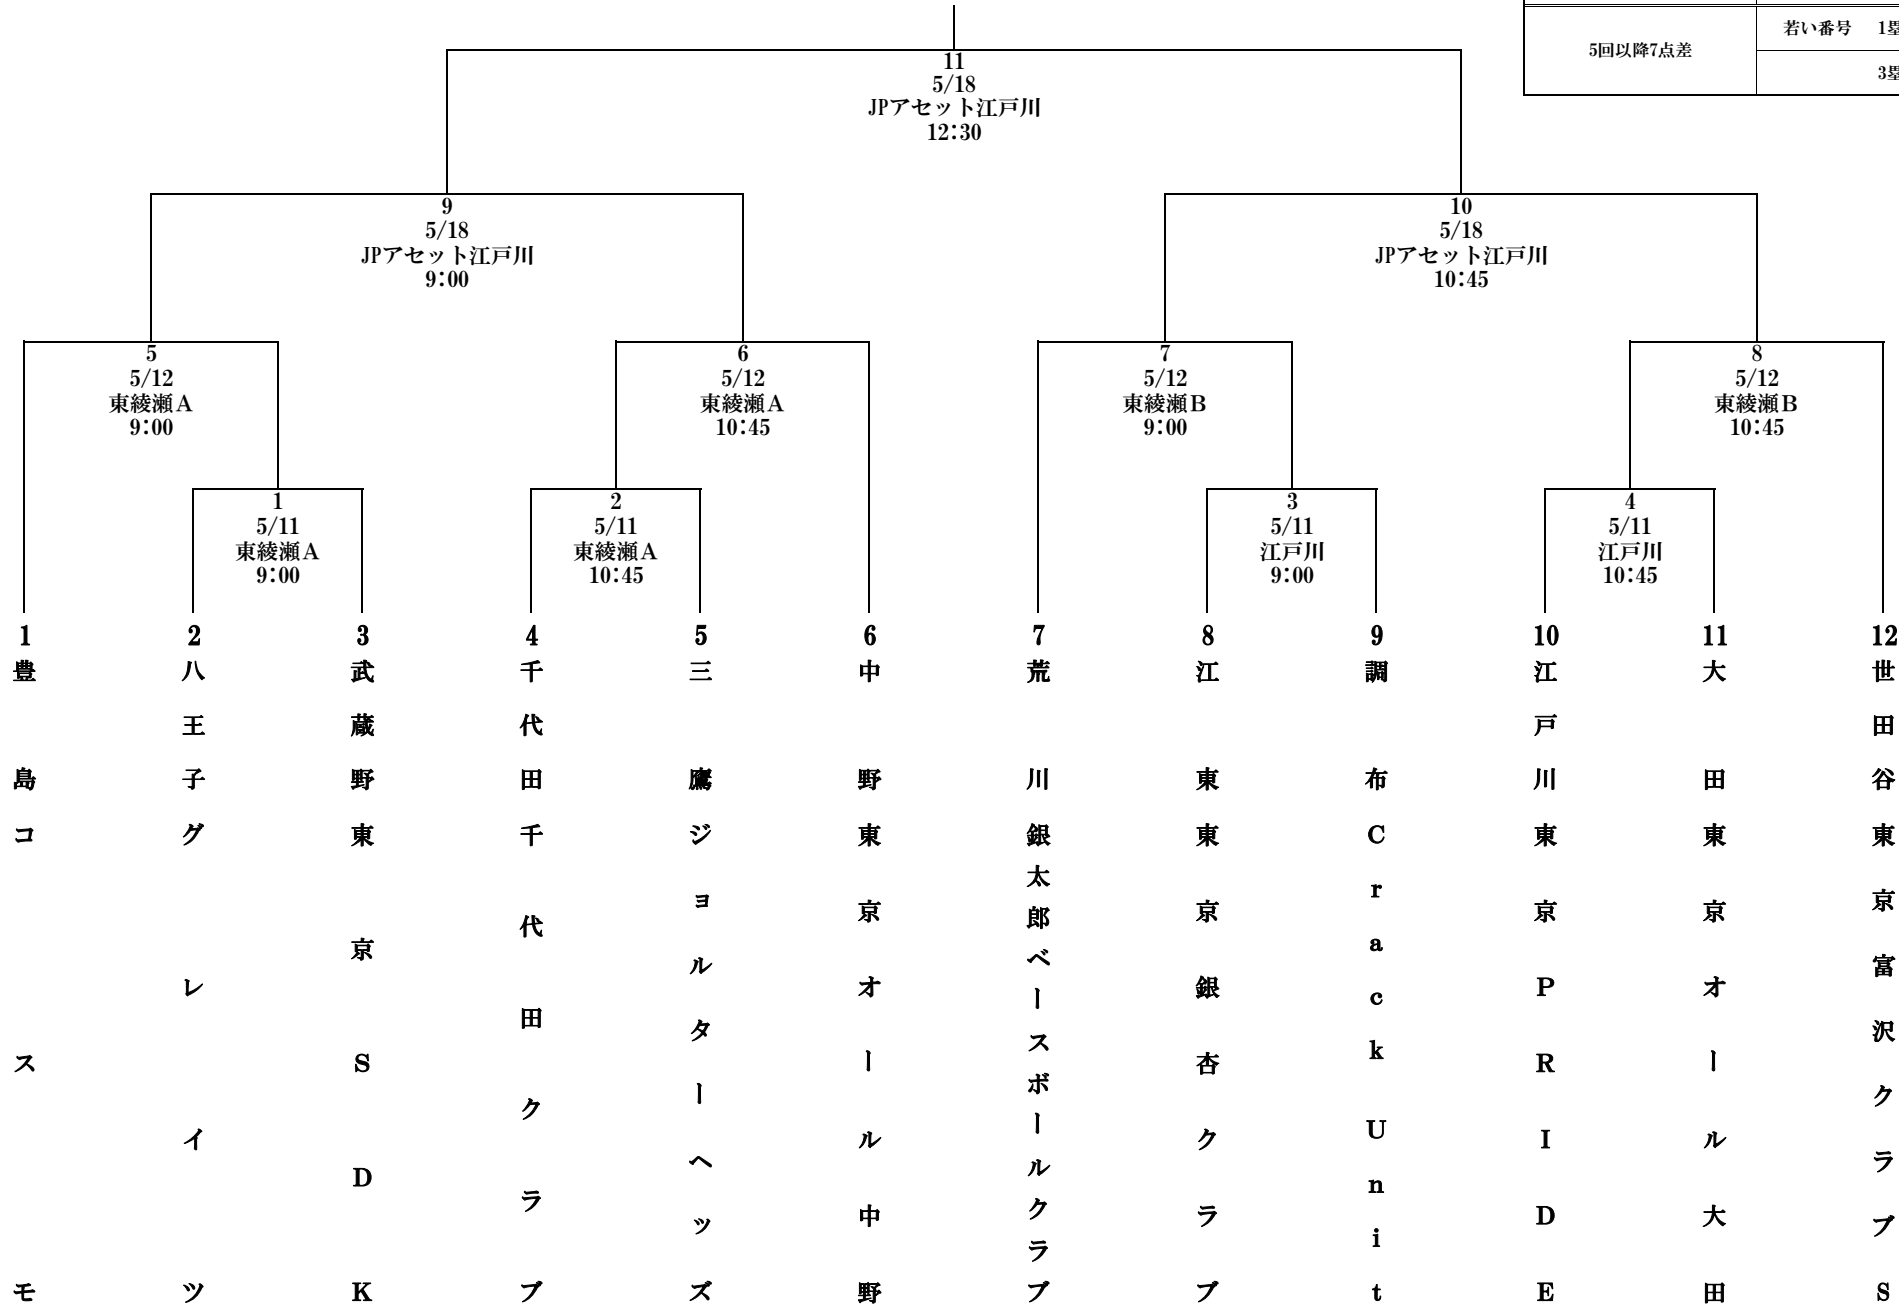 若い番号 1塁
5回以降7点差
3塁
11
5/18
JPアセット江戸川
12:30
9
5/18
JPアセット江戸川
9:00
10
5/18
JPアセット江戸川
10:45
5
5/12
東綾瀬A
9:00
6
5/12
東綾瀬A
10:45
7
5/12
東綾瀬B
9:00
8
5/12
東綾瀬B
10:45
1
5/11
東綾瀬A
9:00
2
5/11
東綾瀬A
10:45
3
5/11
江戸川
9:00
4
5/11
江戸川
10:45
1
豊島
コスモ
2
八王子
グレイツ
3
武蔵野
東京SDK
4
千代田
千代田クラブ
5
三鷹
ジョルターヘッズ
6
中野
東京オール中野
7
荒川
銀太郎ベースボールクラブ
8
江東
東京銀杏クラブ
9
調布
Crack Unit
10
江戸川
東京PRIDE
11
大田
東京オール大田
12
世田谷
東京富沢クラブS